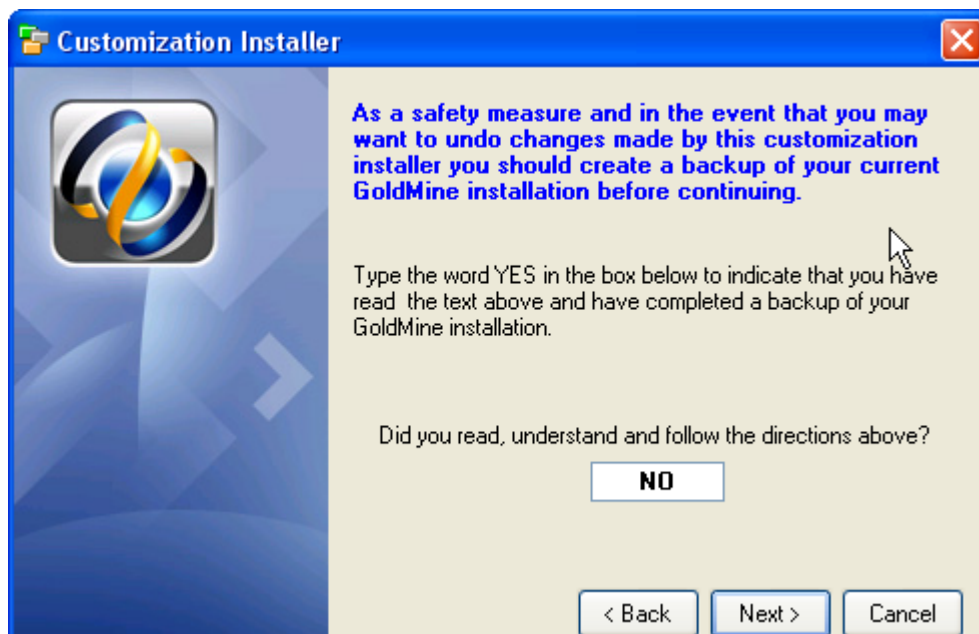 Customization Installer
As a safety measure and in the event that you may
want to undo changes made by this customization
installer you should create a backup of your current
GoldMine installation before continuing.
Type the word YES in the box below to indicate that you have
read  the text above and have completed a backup of your
GoldMine installation.
Did you read, understand and follow the directions above?
NO
< Back
Next >
Cancel